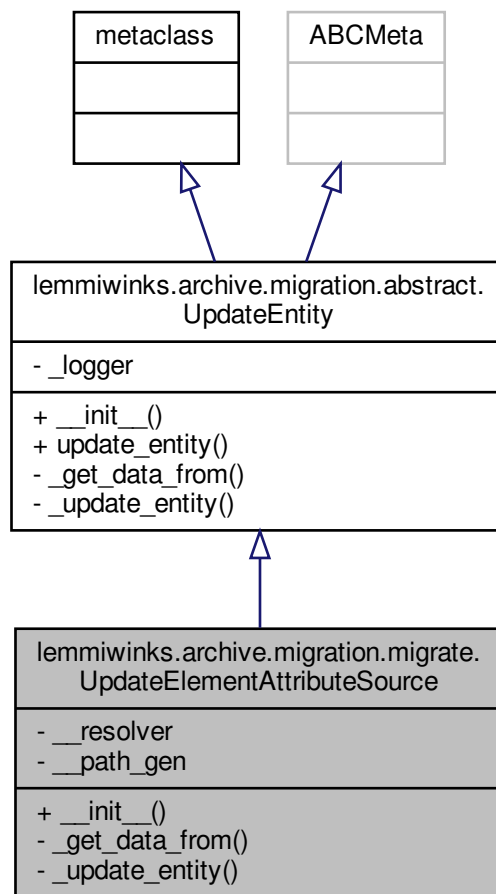 metaclass
ABCMeta
lemmiwinks.archive.migration.abstract.
UpdateEntity
- _logger
+ __init__()
+ update_entity()
- _get_data_from()
- _update_entity()
lemmiwinks.archive.migration.migrate.
UpdateElementAttributeSource
- __resolver
- __path_gen
+ __init__()
- _get_data_from()
- _update_entity()